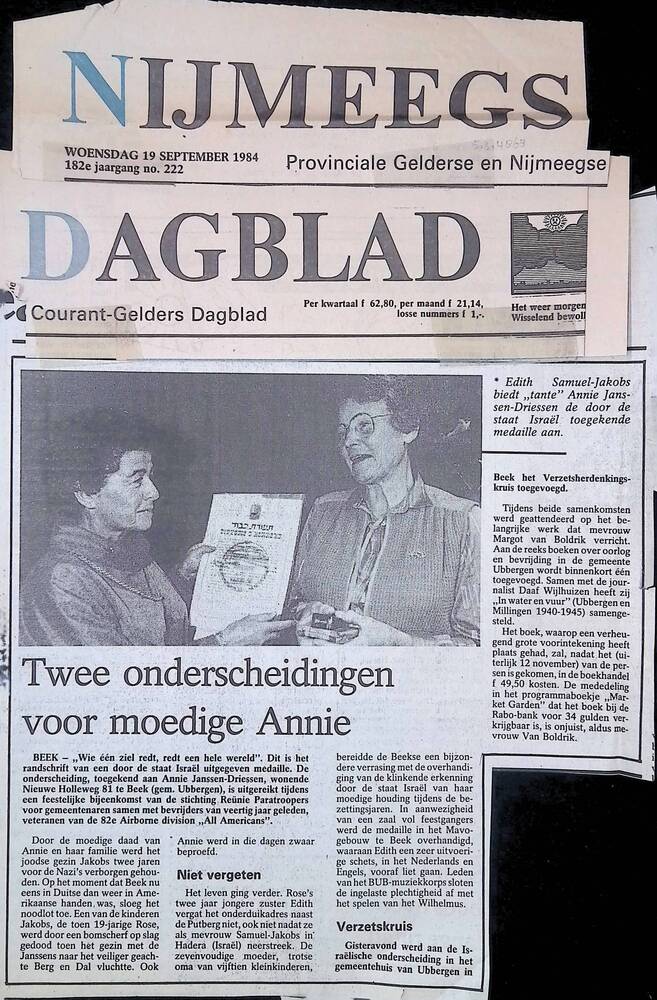 NIJMEEGS
WOENSDAG 19 SEPTEMBER 1984
182e jaargang no. 222
Provinciale Gelderse en Nijmeegse
DAGBLAD
Courant-Gelders Dagblad
Per kwartaal f 62,80, per maand f 21,14,
losse nummers f 1,-.
Het weer morgen
Wisselend bewol
* Edith Samuel-Jakobs
biedt „tante” Annie Jans-
sen-Driessen de door de
staat Israël toegekende
medaille aan.
Twee onderscheidingen
voor moedige Annie
BEEK – „Wie één ziel redt, redt een hele wereld”. Dit is het
randschrift van een door de staat Israël uitgegeven medaille. De
onderscheiding, toegekend aan Annie Janssen-Driessen, wonende
Nieuwe Holleweg 81 te Beek (gem. Ubbergen), is uitgereikt tijdens
een feestelijke bijeenkomst van de stichting Reünie Paratroopers
voor gemeentenaren samen met bevrijders van veertig jaar geleden,
veteranen van de 82e Airborne division „All Americans”.
Door de moedige daad van
Annie en haar familie werd het
joodse gezin Jakobs twee jaren
voor de Nazi's verborgen gehou-
den. Op het moment dat Beek nu
eens in Duitse dan weer in Ame-
rikaanse handen was, sloeg het
noodlot toe. Een van de kinderen
Jakobs, de toen 19-jarige Rose,
werd door een bomscherf op slag
gedood toen het gezin met de
Janssens naar het veiliger geach-
te Berg en Dal vluchtte. Ook
Annie werd in die dagen zwaar
beproefd.
Niet vergeten
Het leven ging verder. Rose's
twee jaar jongere zuster Edith
vergat het onderduikadres naast
de Putberg niet, ook niet nadat ze
als mevrouw Samuel-Jakobs in
Hadera (Israël) neerstreek. De
zevenvoudige moeder, trotse
oma van vijftien kleinkinderen,
bereidde de Beekse een bijzon-
dere verrasing met de overhandi-
ging van de klinkende erkenning
door de staat Israël van haar
moedige houding tijdens de be-
zettingsjaren. In aanwezigheid
van een zaal vol feestgangers
werd de medaille in het Mavo-
gebouw te Beek overhandigd,
waaraan Edith een zeer uitvoeri-
ge schets, in het Nederlands en
Engels, vooraf liet gaan. Leden
van het BUB-muziekkorps sloten
de ingelaste plechtigheid af met
het spelen van het Wilhelmus.
Verzetskruis
Gisteravond werd aan de Is-
raëlische onderscheiding in het
gemeentehuis van Ubbergen in
Beek het Verzetsherdenkings-
kruis toegevoegd.
Tijdens beide samenkomsten
werd geattendeerd op het be-
langrijke werk dat mevrouw
Margot van Boldrik verricht.
Aan de reeks boeken over oorlog
en bevrijding in de gemeente
Ubbergen wordt binnenkort één
toegevoegd. Samen met de jour-
nalist Daaf Wijlhuizen heeft zij
„In water en vuur” (Ubbergen en
Millingen 1940-1945) samenge-
steld.
Het boek, waarop een verheu-
gend grote voorintekening heeft
plaats gehad, zal, nadat het (ui-
terlijk 12 november) van de per-
sen is gekomen, in de boekhandel
f 49,50 kosten. De mededeling
in het programmaboekje „Mar-
ket Garden” dat het boek bij de
Rabo-bank voor 34 gulden ver-
krijgbaar is, is onjuist, aldus me-
vrouw Van Boldrik.